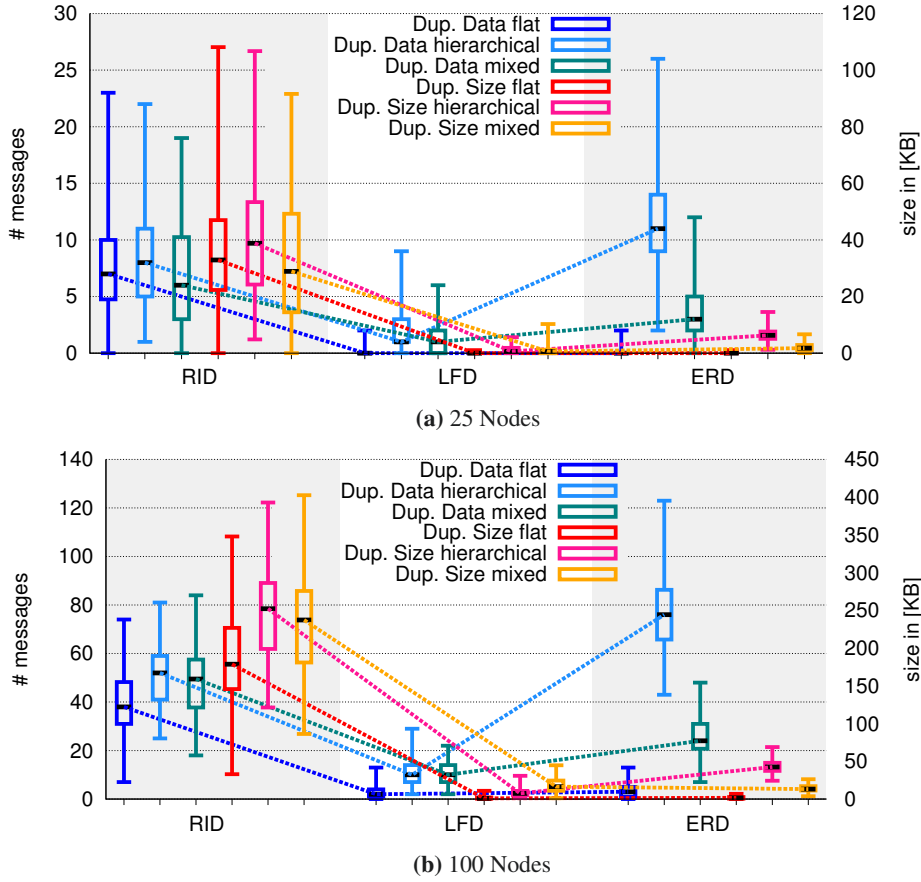 30 120
Dup. Data flat
25 Dup. Data hierarchical 100
Dup. Data mixed
20 Dup. Size flat 80
Dup. Size hierarchical
Dup. Size mixed
# messages 15 60 size in [KB]
10 40
5 20
0 0
RID LFD ERD
(a) 25 Nodes
140 450
Dup. Data flat
120 Dup. Data hierarchical 400
Dup. Data mixed 350
100 Dup. Size flat
Dup. Size hierarchical 300
80 Dup. Size mixed
250
# messages 60 200 size in [KB]
40 150
100
20 50
0 0
RID LFD ERD
(b) 100 Nodes